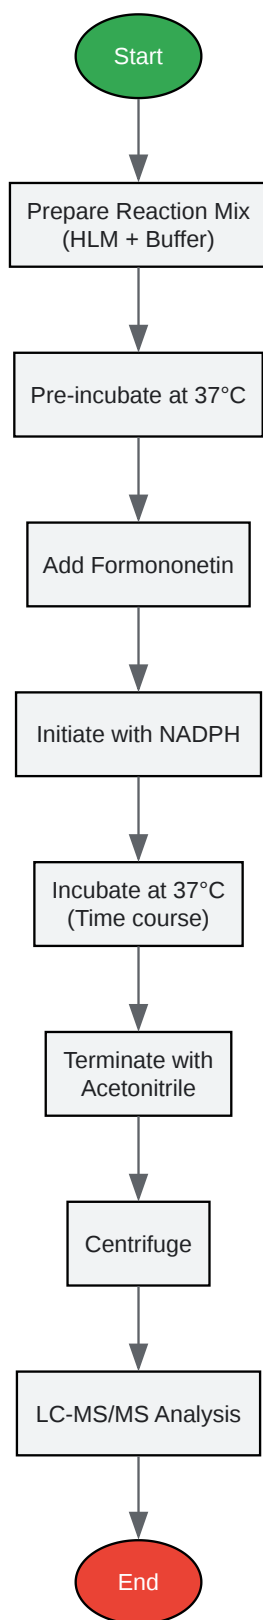 Start
Prepare Reaction Mix
(HLM + Buffer)
Pre-incubate at 37°C
Add Formononetin
Initiate with NADPH
Incubate at 37°C
(Time course)
Terminate with
Acetonitrile
Centrifuge
LC-MS/MS Analysis
End